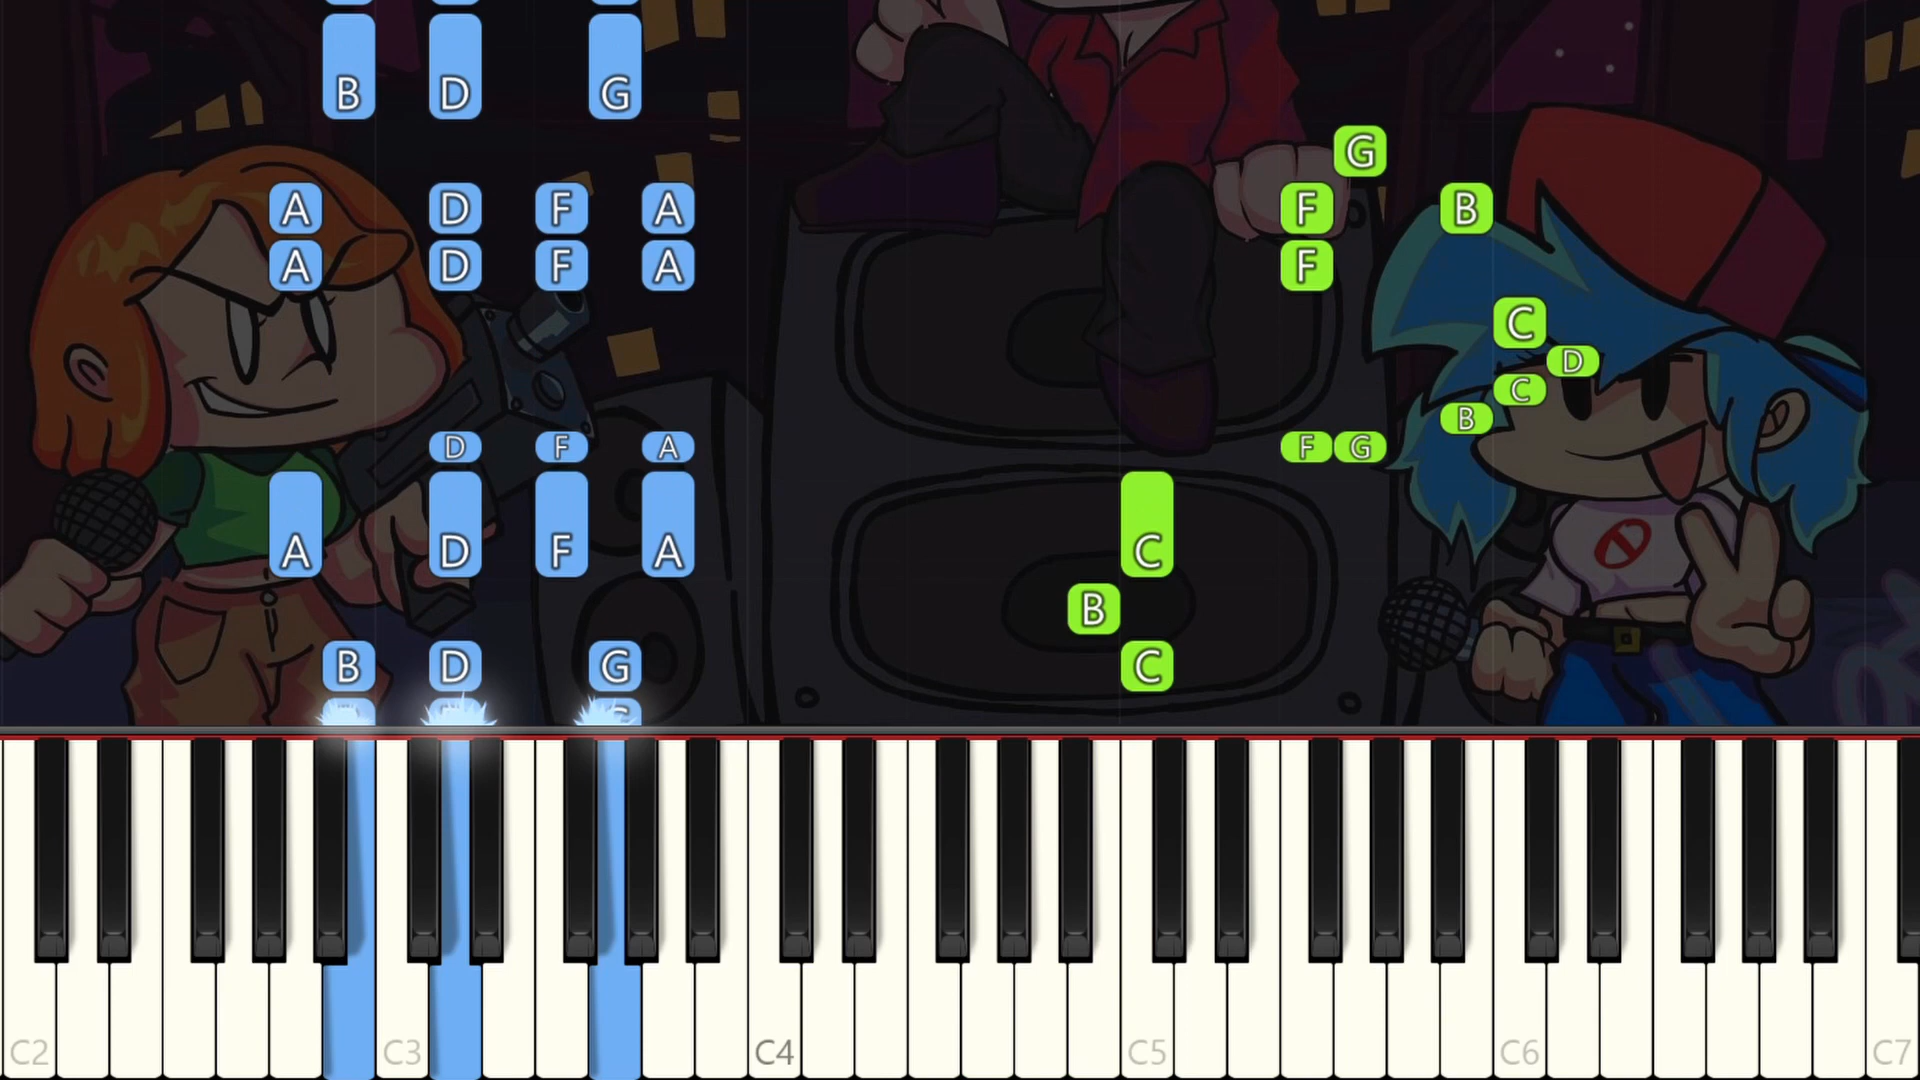 B D G
G
A D F A F B
A D F A F
C
D
C
B
D F A F G
A D F A C
B
B D G C
C2 C3 C4 C5 C6 C7